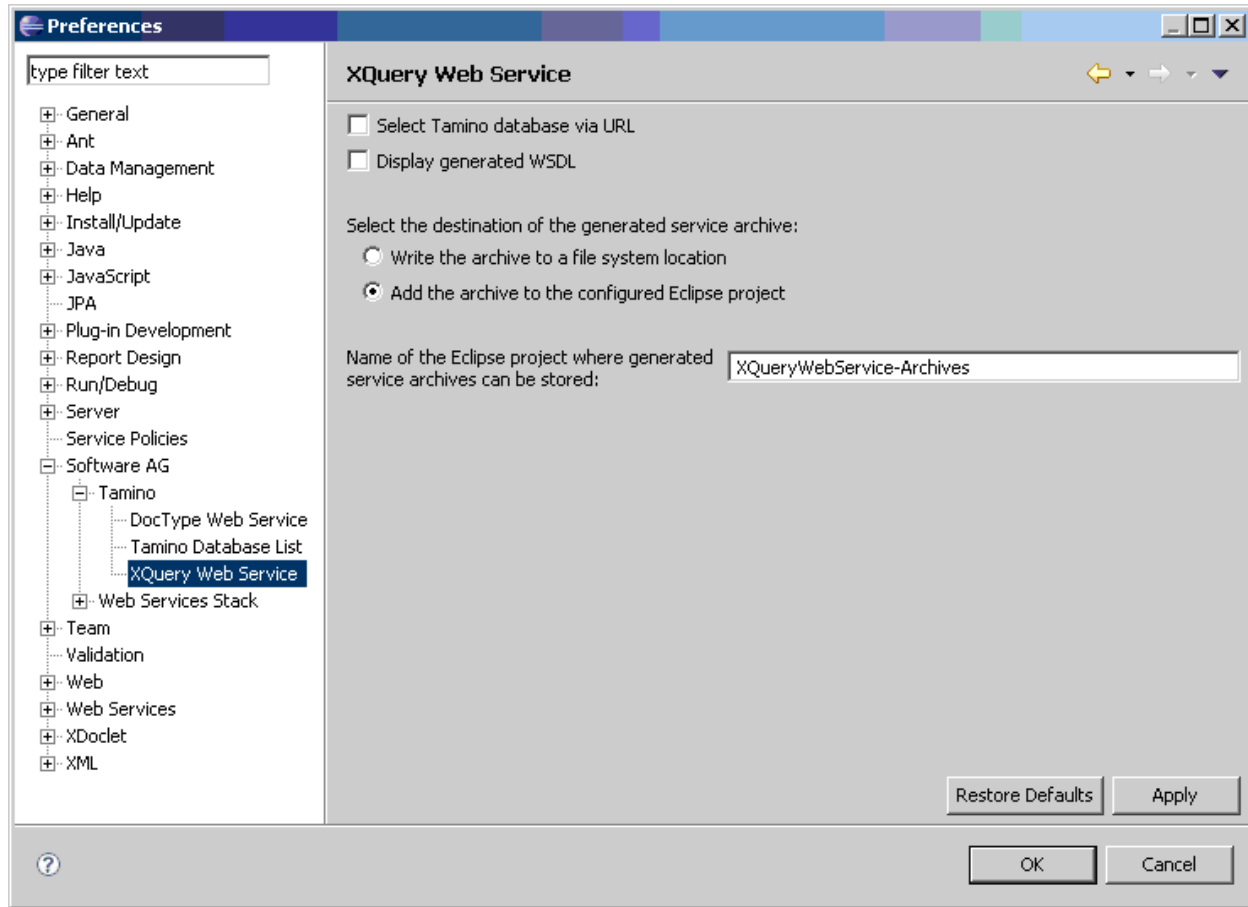 Preferences
type filter text
General
Ant
Data Management
Help
Install/Update
Java
JavaScript
JPA
Plug-in Development
Report Design
Run/Debug
Server
Service Policies
Software AG
Tamino
DocType Web Service
Tamino Database List
XQuery Web Service
Web Services Stack
Team
Validation
Web
Web Services
XDoclet
XML
XQuery Web Service
Select Tamino database via URL
Display generated WSDL
Select the destination of the generated service archive:
Write the archive to a file system location
Add the archive to the configured Eclipse project
Name of the Eclipse project where generated
service archives can be stored:
XQueryWebService-Archives
Restore Defaults
Apply
?
OK
Cancel